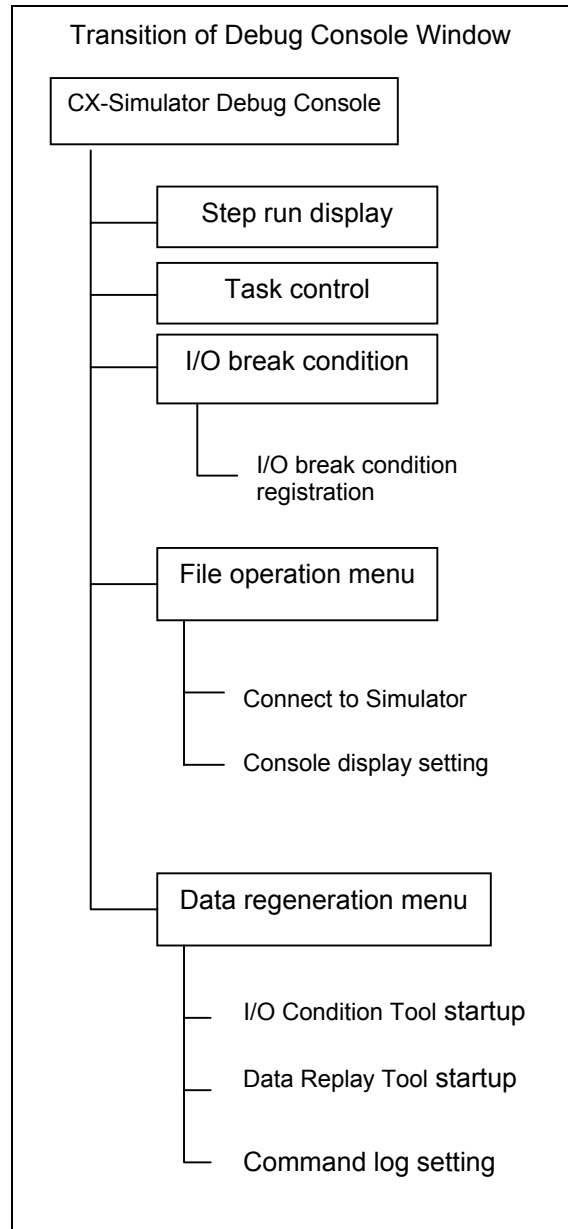 Transition of Debug Console Window
CX-Simulator Debug Console
Step run display
Task control
I/O break condition
I/O break condition
registration
File operation menu
Connect to Simulator
Console display setting
Data regeneration menu
I/O Condition Tool startup
Data Replay Tool startup
Command log setting